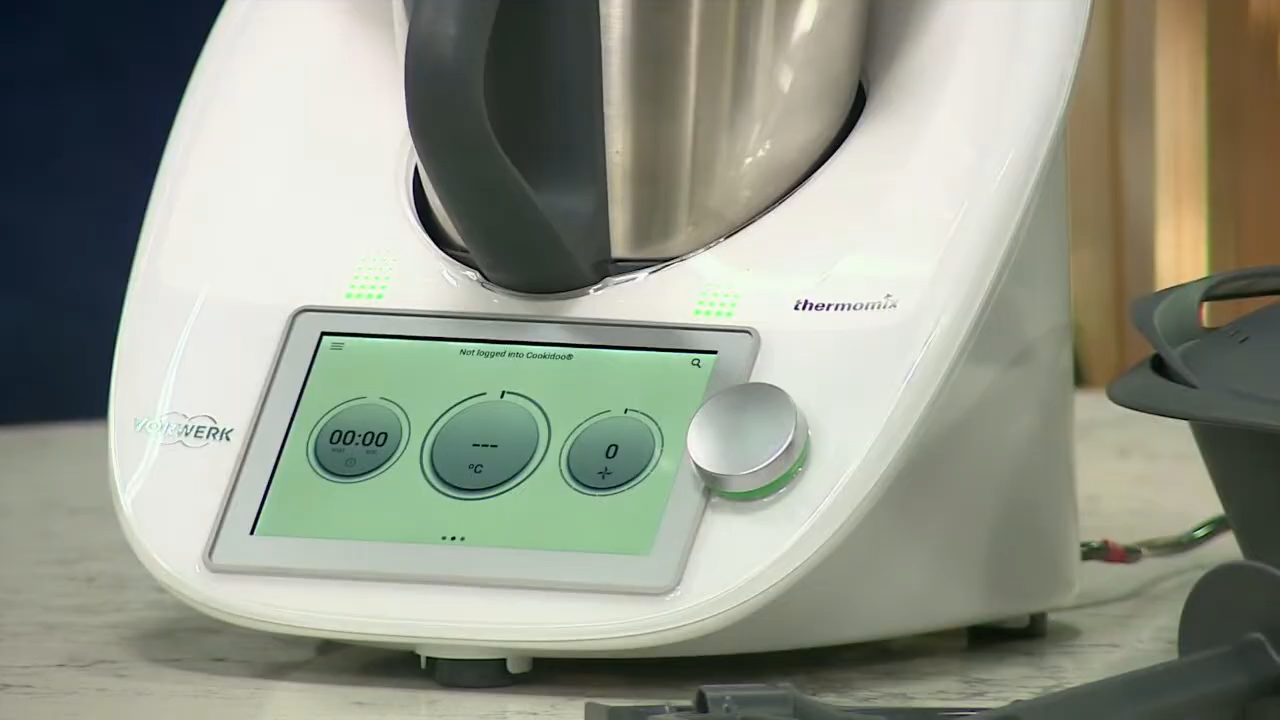 thermomix
Not logged into Cookidoo®
VORWERK
00:00
---
°C
0